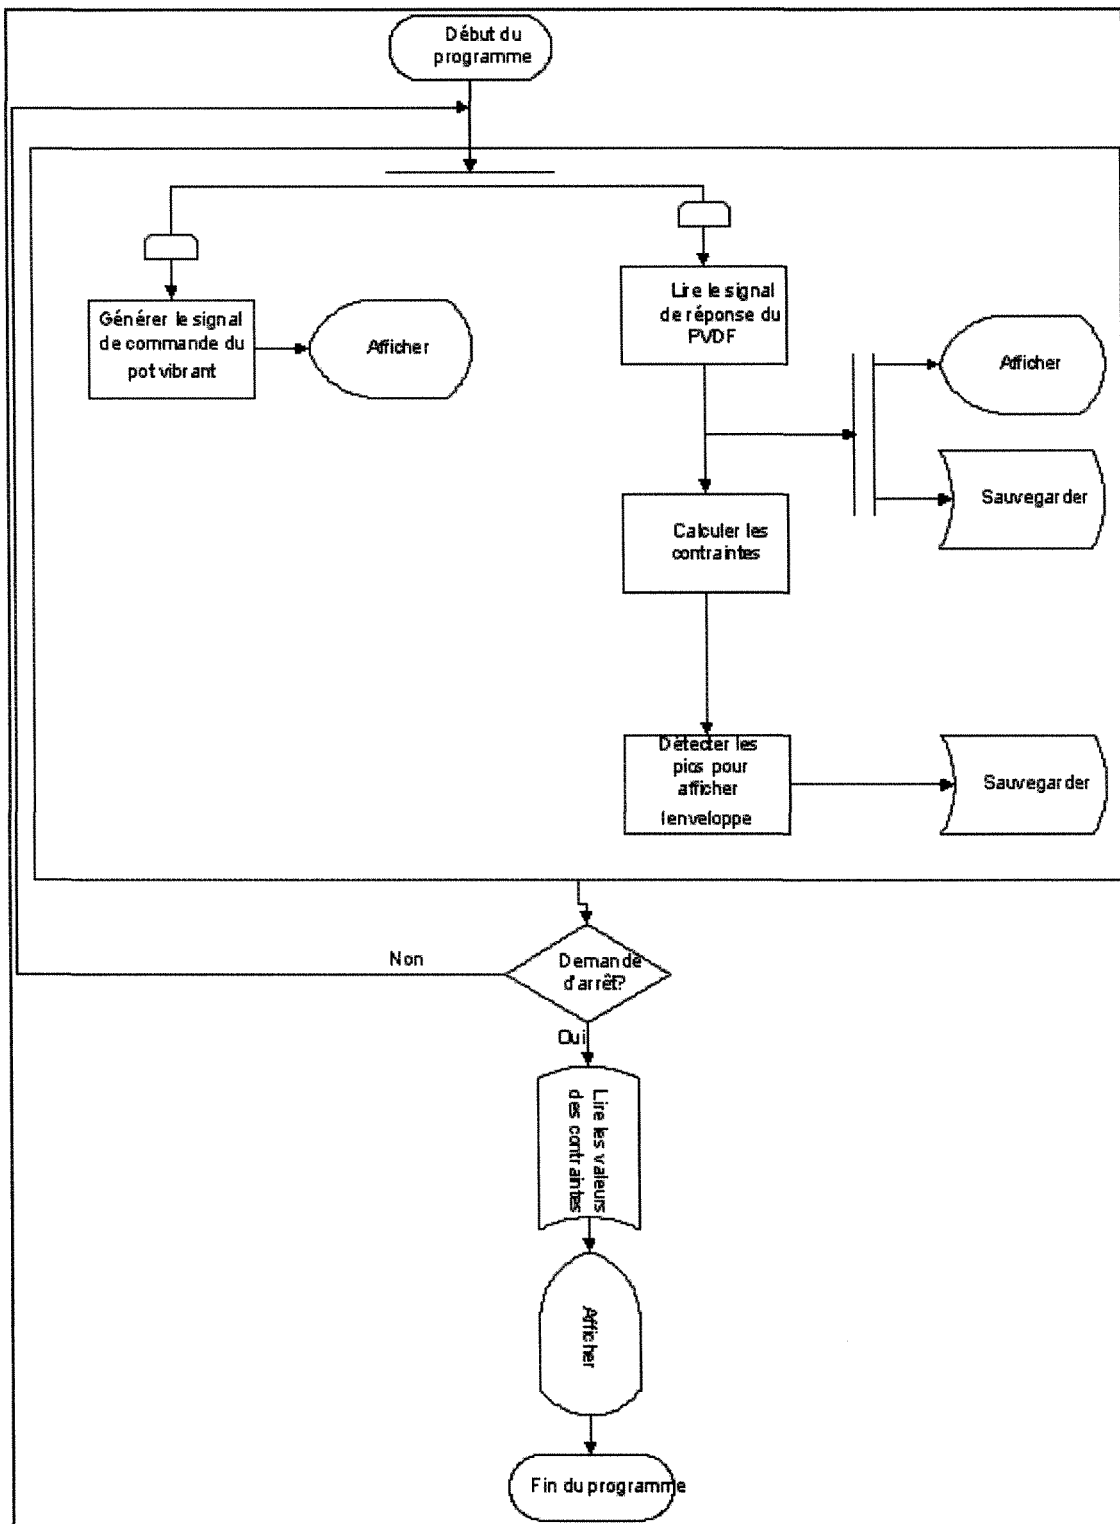 Début du
programme
Générer le signal
de commande du
pot vibrant
Afficher
Lire le signal
de réponse du
PVDF
Afficher
Sauvegarder
Calculer les
contraintes
Détecter les
pics pour
afficher
lenveloppe
Sauvegarder
Non
Demande
d'arrêt?
Oui
Lire les valeurs
des contraintes
Afficher
Fin du programme